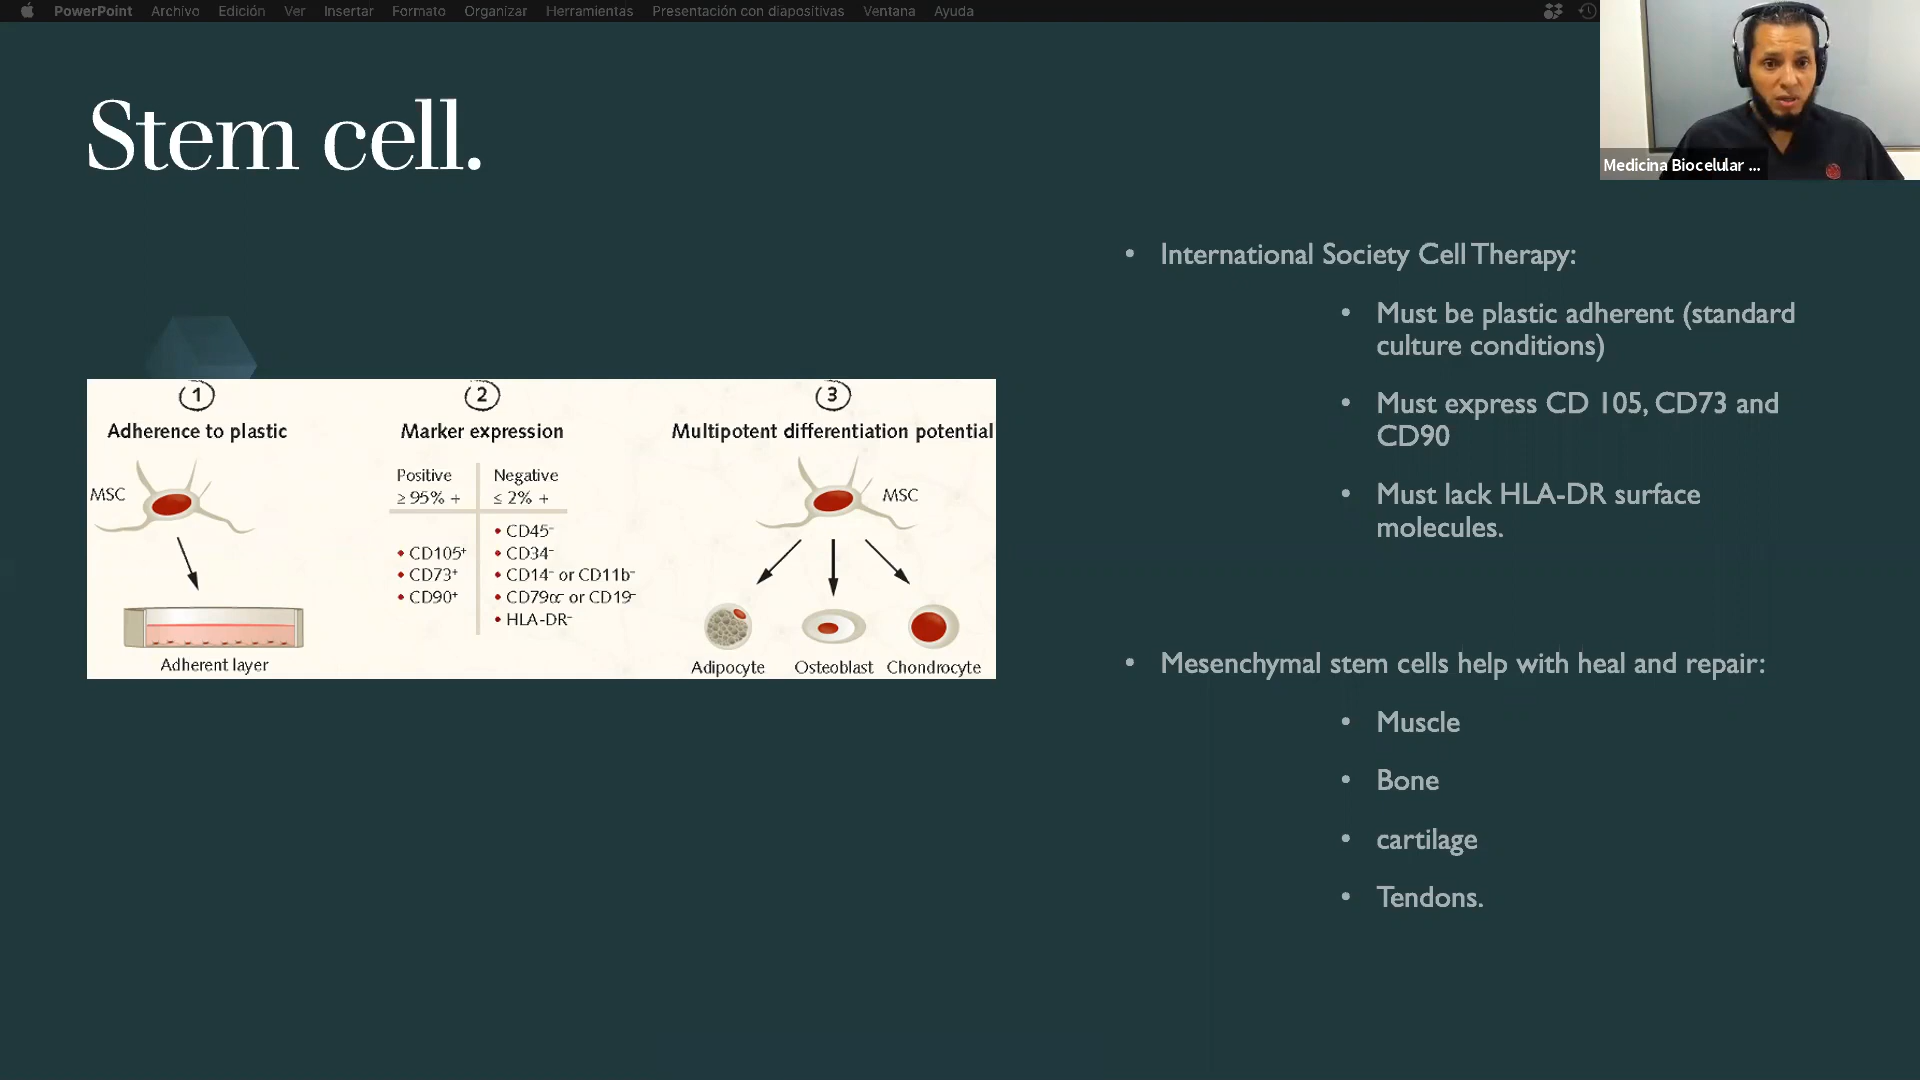 PowerPoint Archivo Edición Ver Insertar Formato Organizar Herramientas Presentación con diapositivas Ventana Ayuda
Medicina Biocelular ...
Stem cell.
1
Adherence to plastic
MSC
Adherent layer
2
Marker expression
Positive
≥ 95% +
• CD105⁺
• CD73⁺
• CD90⁺
Negative
≤ 2% +
• CD45⁻
• CD34⁻
• CD14⁻ or CD11b⁻
• CD79α⁻ or CD19⁻
• HLA-DR⁻
3
Multipotent differentiation potential
MSC
Adipocyte Osteoblast Chondrocyte
• International Society Cell Therapy:
• Must be plastic adherent (standard
culture conditions)
• Must express CD 105, CD73 and
CD90
• Must lack HLA-DR surface
molecules.
• Mesenchymal stem cells help with heal and repair:
• Muscle
• Bone
• cartilage
• Tendons.